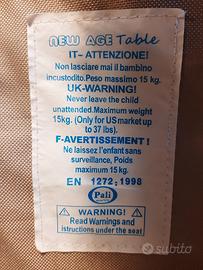 NEW AGE Table
IT- ATTENZIONE!
Non lasciare mai il bambino
incustodito.Peso massimo 15 kg.
UK-WARNING!
Never leave the child
unattended.Maximum weight
15kg. (Only for US market up
to 37 lbs).
F-AVERTISSEMENT !
Ne laissez l'enfant sans
surveillance, Poids
maximum 15 kg.
EN 1272:1998
Pali
WARNING!
Read Warnings and
istructions under the seat
subito